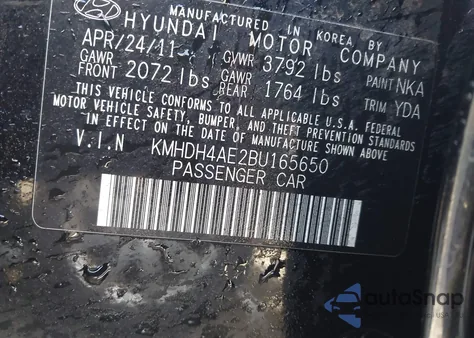 MANUFACTURED IN KOREA BY
HYUNDAI MOTOR COMPANY
APR/24/11 GVWR 3792 lbs
GAWR FRONT 2072 lbs GAWR REAR 1764 lbs PAINT NKA
TRIM YDA
THIS VEHICLE CONFORMS TO ALL APPLICABLE U.S.A. FEDERAL
MOTOR VEHICLE SAFETY, BUMPER, AND THEFT PREVENTION STANDARDS
IN EFFECT ON THE DATE OF MANUFACTURE SHOWN ABOVE
V.I.N KMHDH4AE2BU165650
PASSENGER CAR
autoSnap